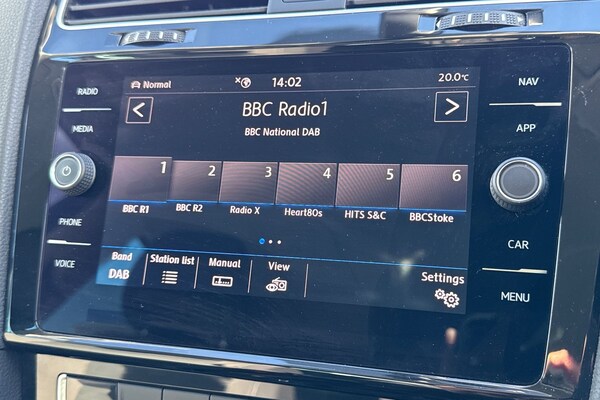 RADIO
MEDIA
PHONE
VOICE
Normal
14:02
20.0°C
BBC Radio1
BBC National DAB
1
2
3
4
5
6
BBC R1
BBC R2
Radio X
Heart80s
HITS S&C
BBCStoke
Band
DAB
Station list
Manual
View
Settings
NAV
APP
CAR
MENU